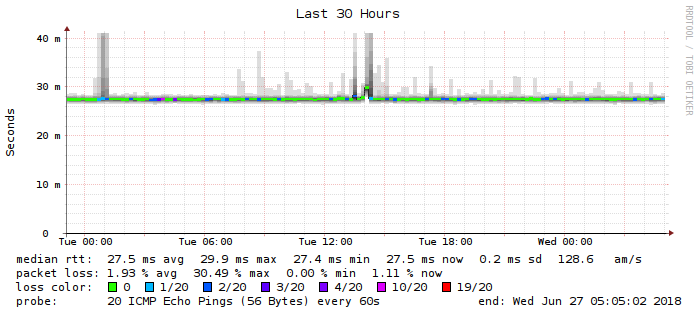 Last 30 Hours
RRDTOOL / TOBI OETIKER
Seconds
40 m
30 m
20 m
10 m
0
Tue 00:00 Tue 06:00 Tue 12:00 Tue 18:00 Wed 00:00
median rtt: 27.5 ms avg 29.9 ms max 27.4 ms min 27.5 ms now 0.2 ms sd 128.6 am/s
packet loss: 1.93 % avg 30.49 % max 0.00 % min 1.11 % now
loss color: 0 1/20 2/20 3/20 4/20 10/20 19/20
probe: 20 ICMP Echo Pings (56 Bytes) every 60s end: Wed Jun 27 05:05:02 2018